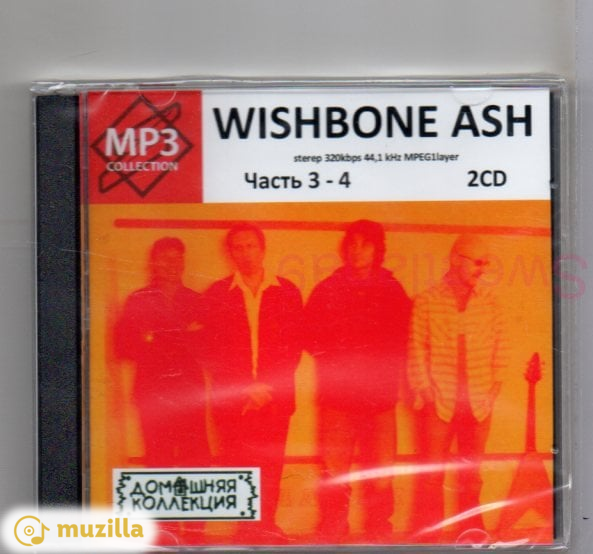 MP3
COLLECTION
WISHBONE ASH
sterep 320kbps 44,1 kHz MPEG1layer
Часть 3 - 4 2CD
ДОМАШНЯЯ
КОЛЛЕКЦИЯ
muzilla